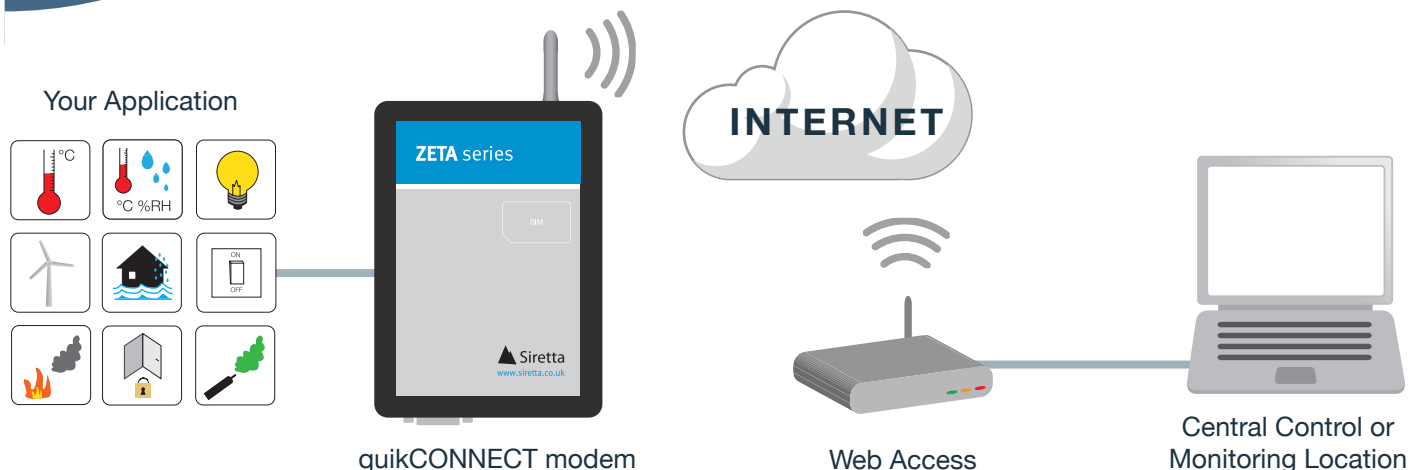 Your Application
°C
°C %RH
ON
OFF
ZETA series
SIM
Siretta
www.siretta.co.uk
quikCONNECT modem
INTERNET
Web Access
Central Control or
Monitoring Location